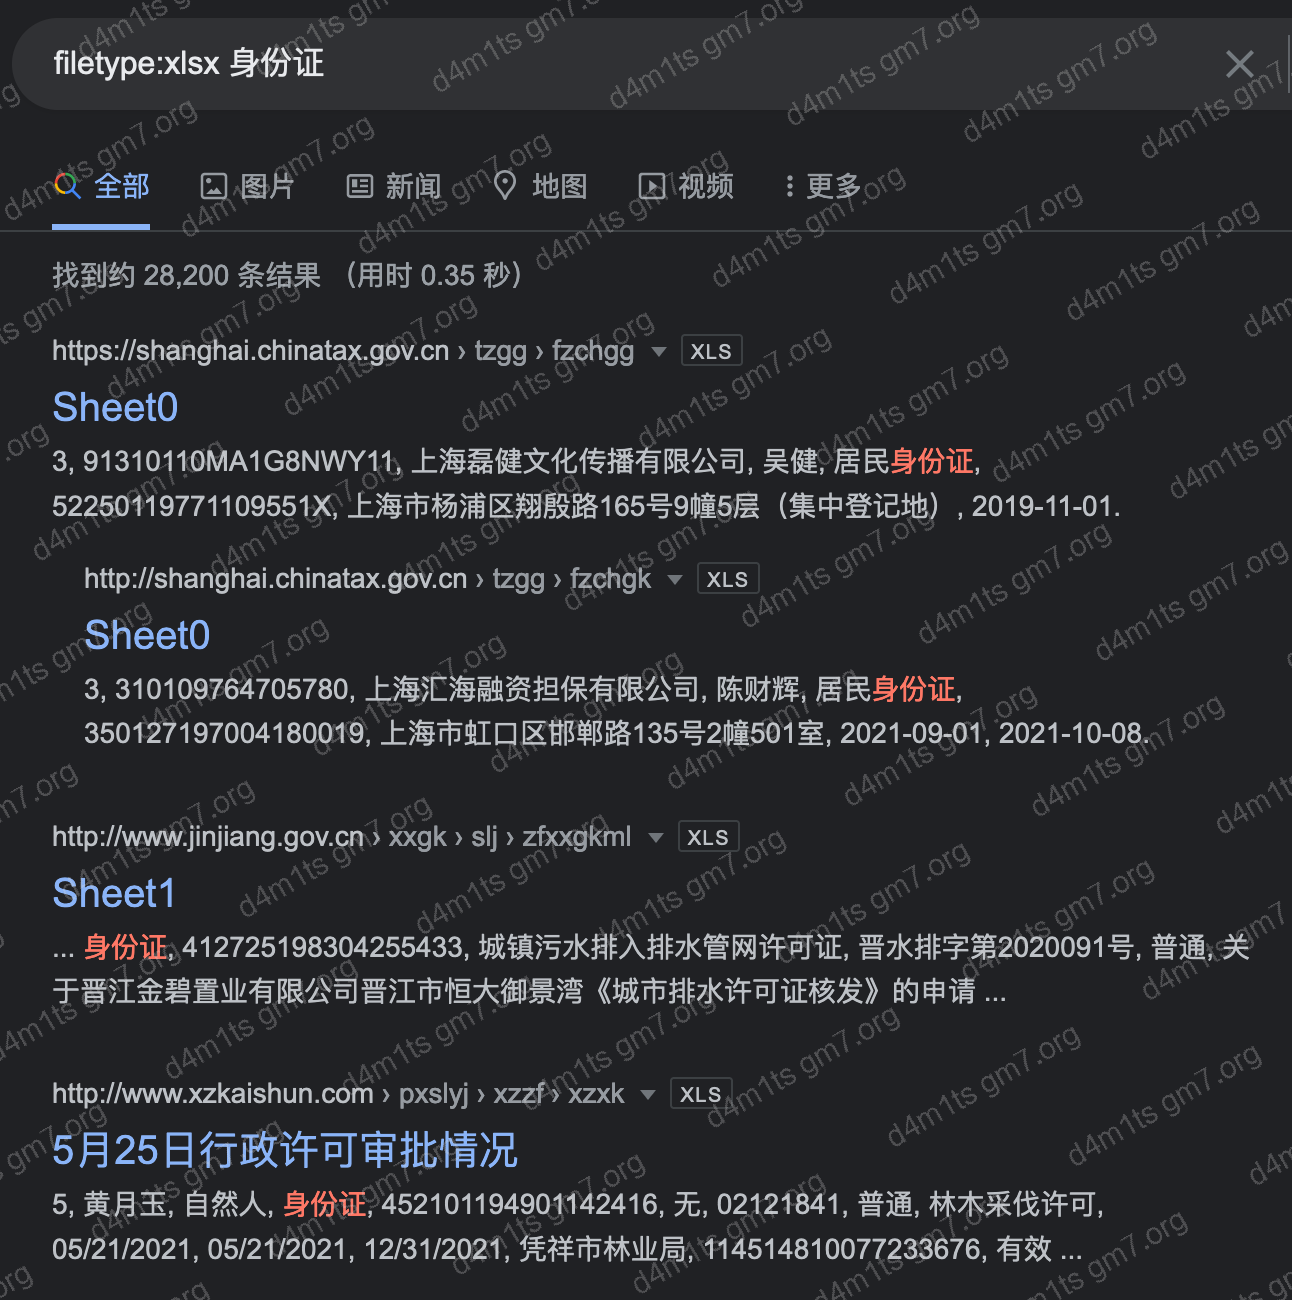 filetype:xlsx 身份证
全部 图片 新闻 地图 视频 更多
找到约 28,200 条结果 （用时 0.35 秒）
https://shanghai.chinatax.gov.cn › tzgg › fzchgg XLS
Sheet0
3, 91310110MA1G8NWY11, 上海磊健文化传播有限公司, 吴健, 居民身份证,
52250119771109551X, 上海市杨浦区翔殷路165号9幢5层（集中登记地）, 2019-11-01.
http://shanghai.chinatax.gov.cn › tzgg › fzchgk XLS
Sheet0
3, 310109764705780, 上海汇海融资担保有限公司, 陈财辉, 居民身份证,
350127197004180019, 上海市虹口区邯郸路135号2幢501室, 2021-09-01, 2021-10-08.
http://www.jinjiang.gov.cn › xxgk › slj › zfxxgkml XLS
Sheet1
... 身份证, 412725198304255433, 城镇污水排入排水管网许可证, 晋水排字第2020091号, 普通, 关
于晋江金碧置业有限公司晋江市恒大御景湾《城市排水许可证核发》的申请 ...
http://www.xzkaishun.com › pxslyj › xzzf › xzxk XLS
5月25日行政许可审批情况
5, 黄月玉, 自然人, 身份证, 452101194901142416, 无, 02121841, 普通, 林木采伐许可,
05/21/2021, 05/21/2021, 12/31/2021, 凭祥市林业局, 114514810077233676, 有效 ...
d4m1ts gm7.org